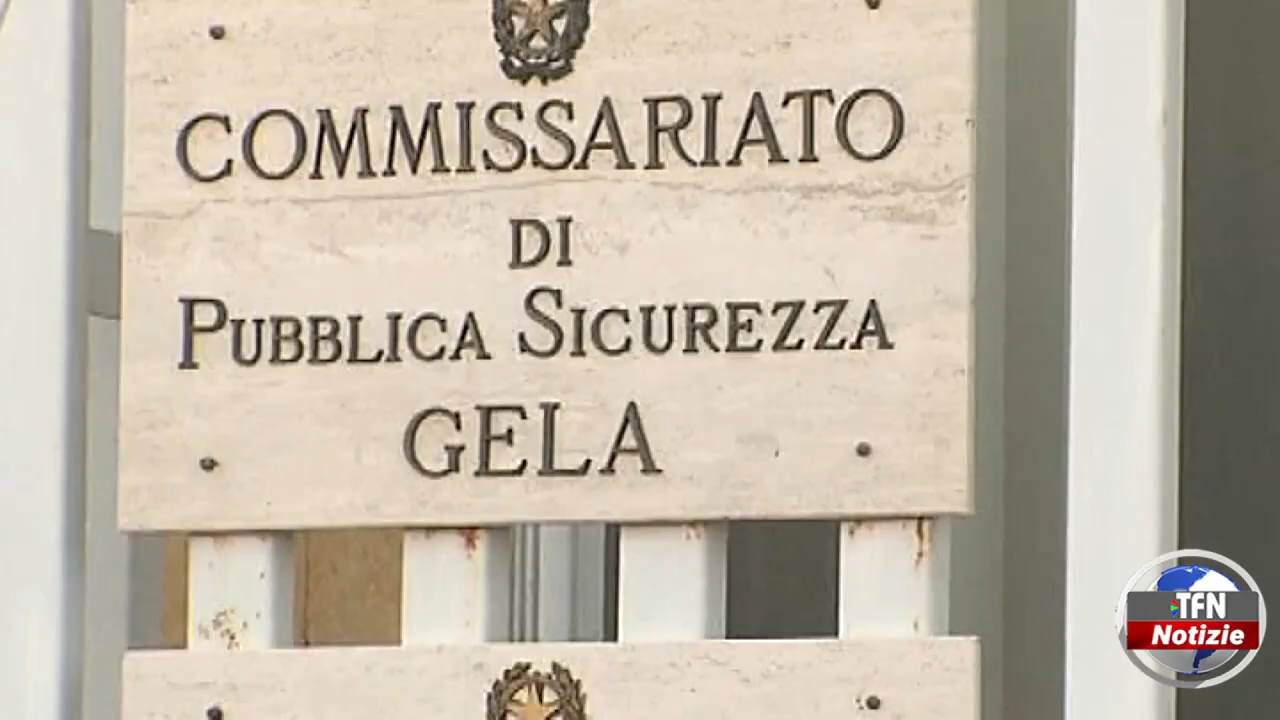 COMMISSARIATO
DI
PUBBLICA SICUREZZA
GELA
TFN
Notizie